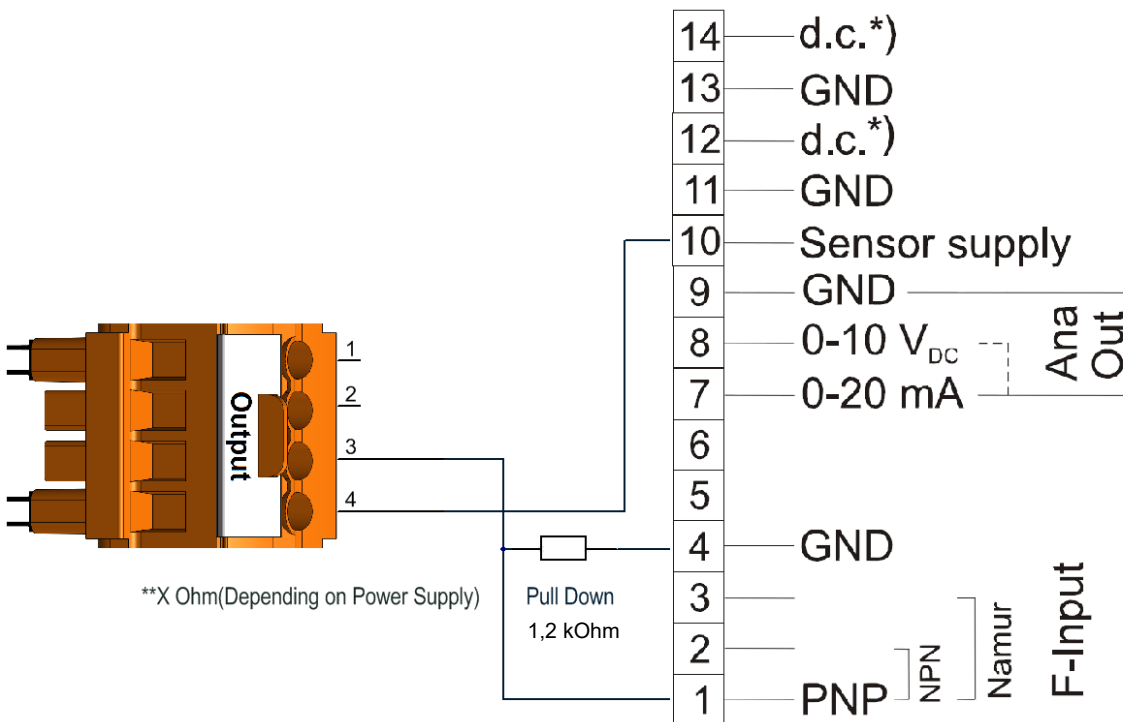 14 d.c.*)
13 GND
12 d.c.*)
11 GND
10 Sensor supply
9 GND
8 0-10 VDC
7 0-20 mA
Ana
Out
6
5
4 GND
3
2
1 PNP
NPN
Namur
F-Input
Output
1
2
3
4
**X Ohm(Depending on Power Supply)
Pull Down
1,2 kOhm